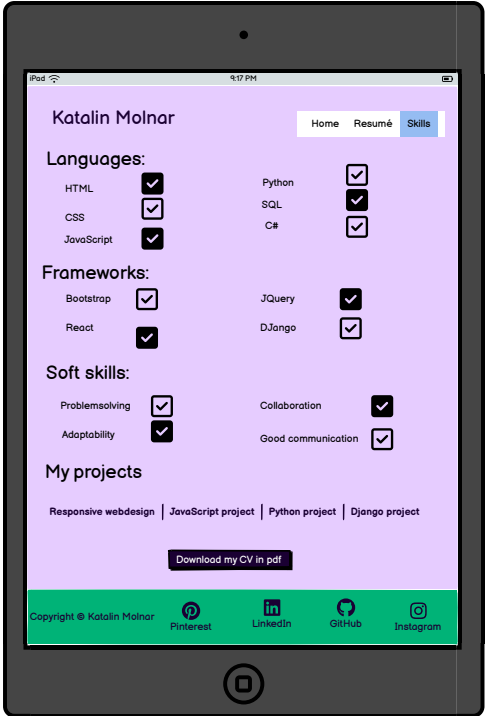 iPad 9:17 PM
Katalin Molnar
Home Resumé Skills
Languages:
HTML Python
CSS SQL
JavaScript C#
Frameworks:
Bootstrap JQuery
React DJango
Soft skills:
Problemsolving Collaboration
Adaptability Good communication
My projects
Responsive webdesign | JavaScript project | Python project | Django project
Download my CV in pdf
Copyright © Katalin Molnar Pinterest LinkedIn GitHub Instagram